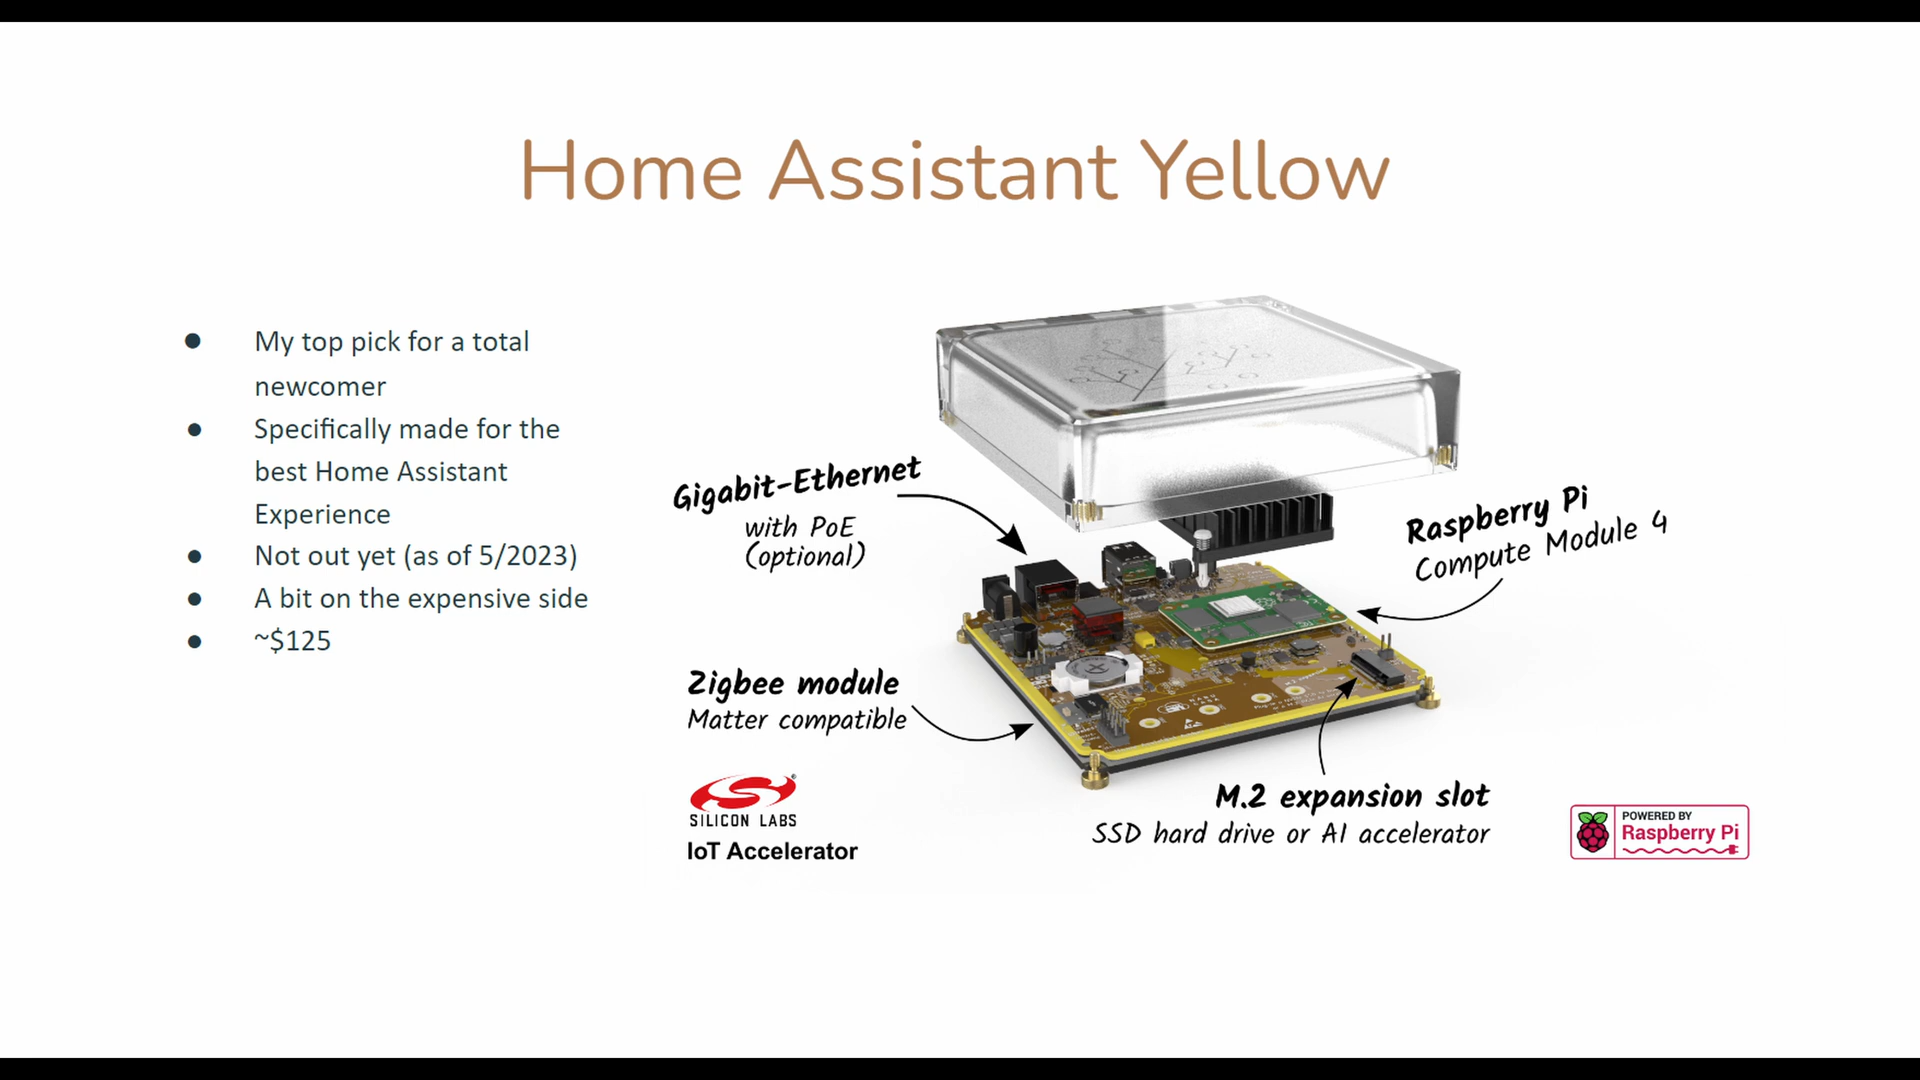 Home Assistant Yellow
● My top pick for a total
newcomer
● Specifically made for the
best Home Assistant
Experience
● Not out yet (as of 5/2023)
● A bit on the expensive side
● ~$125
Gigabit-Ethernet
with PoE
(optional)
Raspberry Pi
Compute Module 4
Zigbee module
Matter compatible
SILICON LABS
IoT Accelerator
M.2 expansion slot
SSD hard drive or AI accelerator
POWERED BY
Raspberry Pi